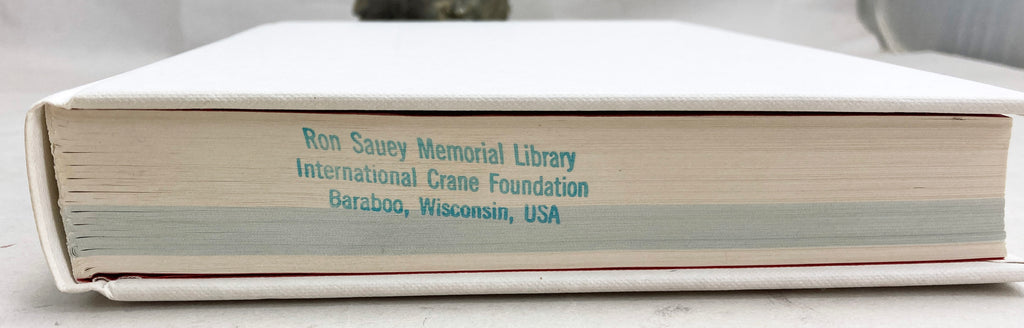 Ron Sauey Memorial Library
International Crane Foundation
Baraboo, Wisconsin, USA